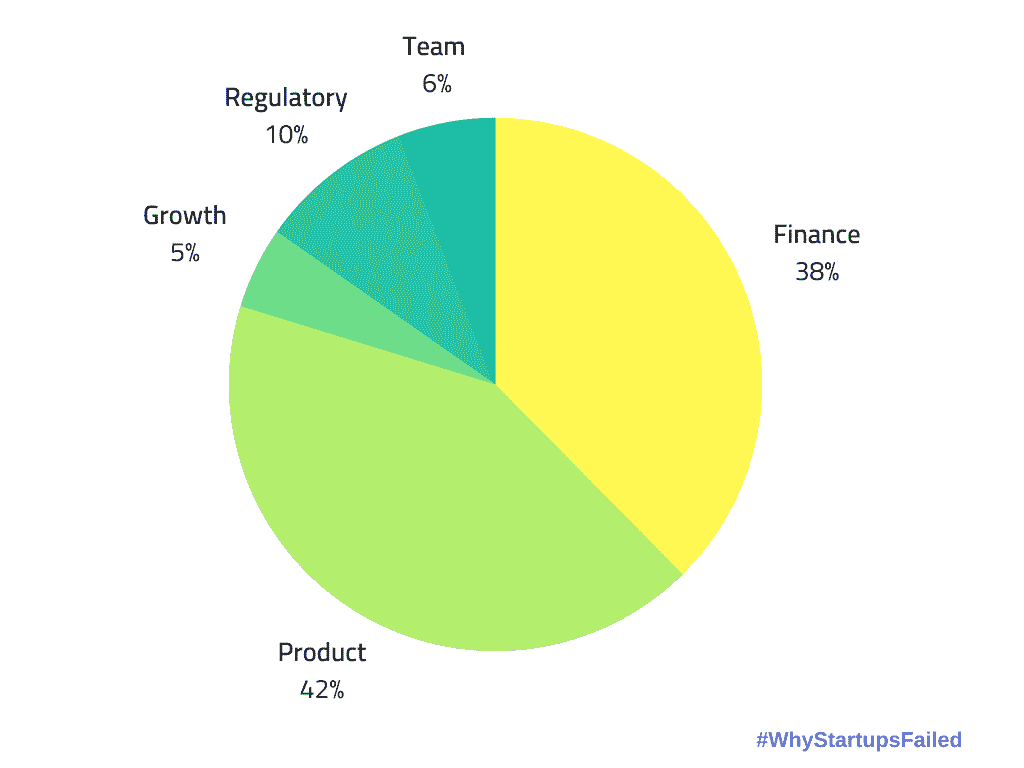 Team
6%
Regulatory
10%
Growth
5%
Finance
38%
Product
42%
#WhyStartupsFailed